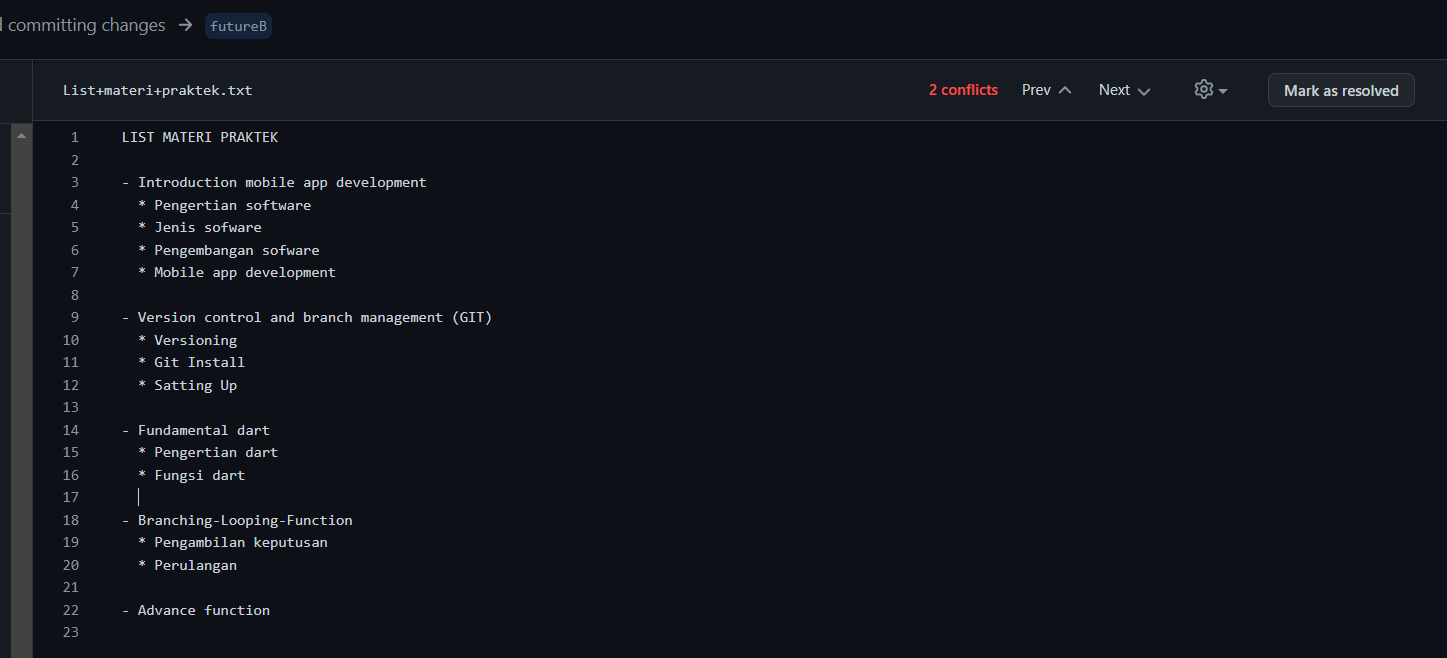 committing changes → futureB
List+materi+praktek.txt 2 conflicts Prev Next Mark as resolved
1 LIST MATERI PRAKTEK
2
3 - Introduction mobile app development
4 * Pengertian software
5 * Jenis sofware
6 * Pengembangan sofware
7 * Mobile app development
8
9 - Version control and branch management (GIT)
10 * Versioning
11 * Git Install
12 * Satting Up
13
14 - Fundamental dart
15 * Pengertian dart
16 * Fungsi dart
17
18 - Branching-Looping-Function
19 * Pengambilan keputusan
20 * Perulangan
21
22 - Advance function
23